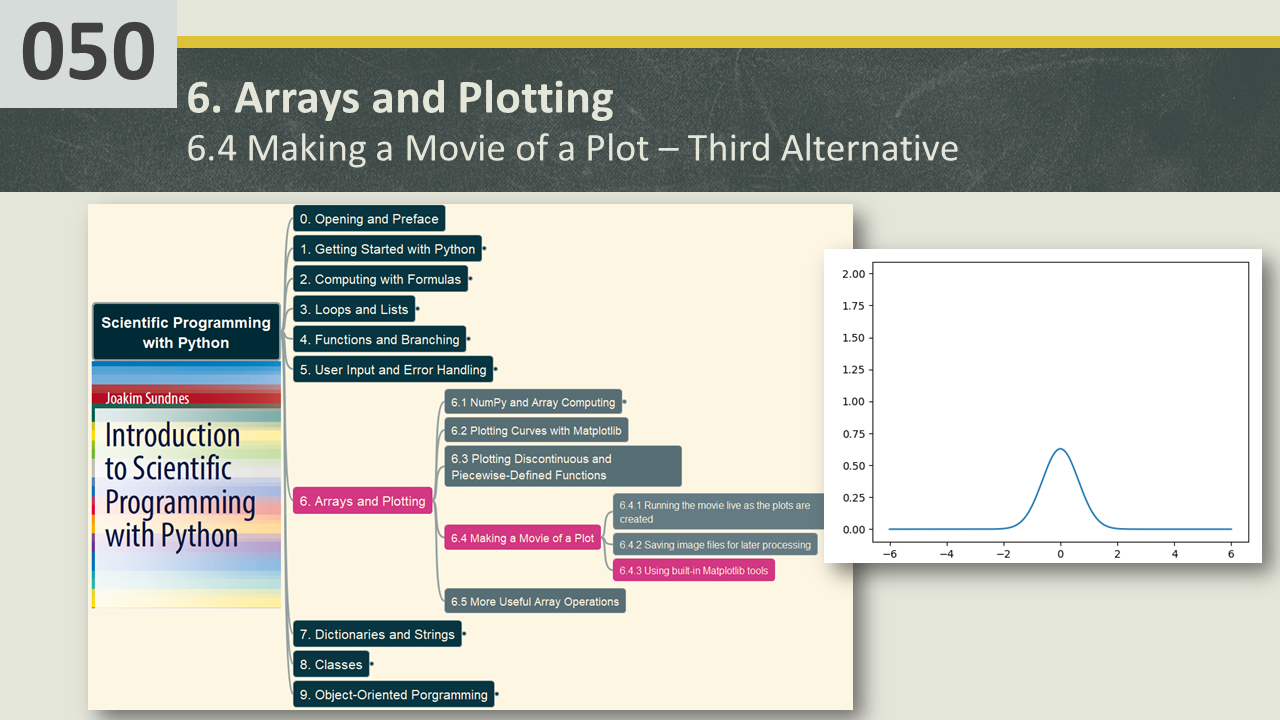 050
6. Arrays and Plotting
6.4 Making a Movie of a Plot – Third Alternative
Scientific Programming
with Python
Joakim Sundnes
Introduction
to Scientific
Programming
with Python
0. Opening and Preface
1. Getting Started with Python
2. Computing with Formulas
3. Loops and Lists
4. Functions and Branching
5. User Input and Error Handling
6. Arrays and Plotting
6.1 NumPy and Array Computing
6.2 Plotting Curves with Matplotlib
6.3 Plotting Discontinuous and
Piecewise-Defined Functions
6.4 Making a Movie of a Plot
6.4.1 Running the movie live as the plots are
created
6.4.2 Saving image files for later processing
6.4.3 Using built-in Matplotlib tools
6.5 More Useful Array Operations
7. Dictionaries and Strings
8. Classes
9. Object-Oriented Porgramming
2.00
1.75
1.50
1.25
1.00
0.75
0.50
0.25
0.00
−6 −4 −2 0 2 4 6